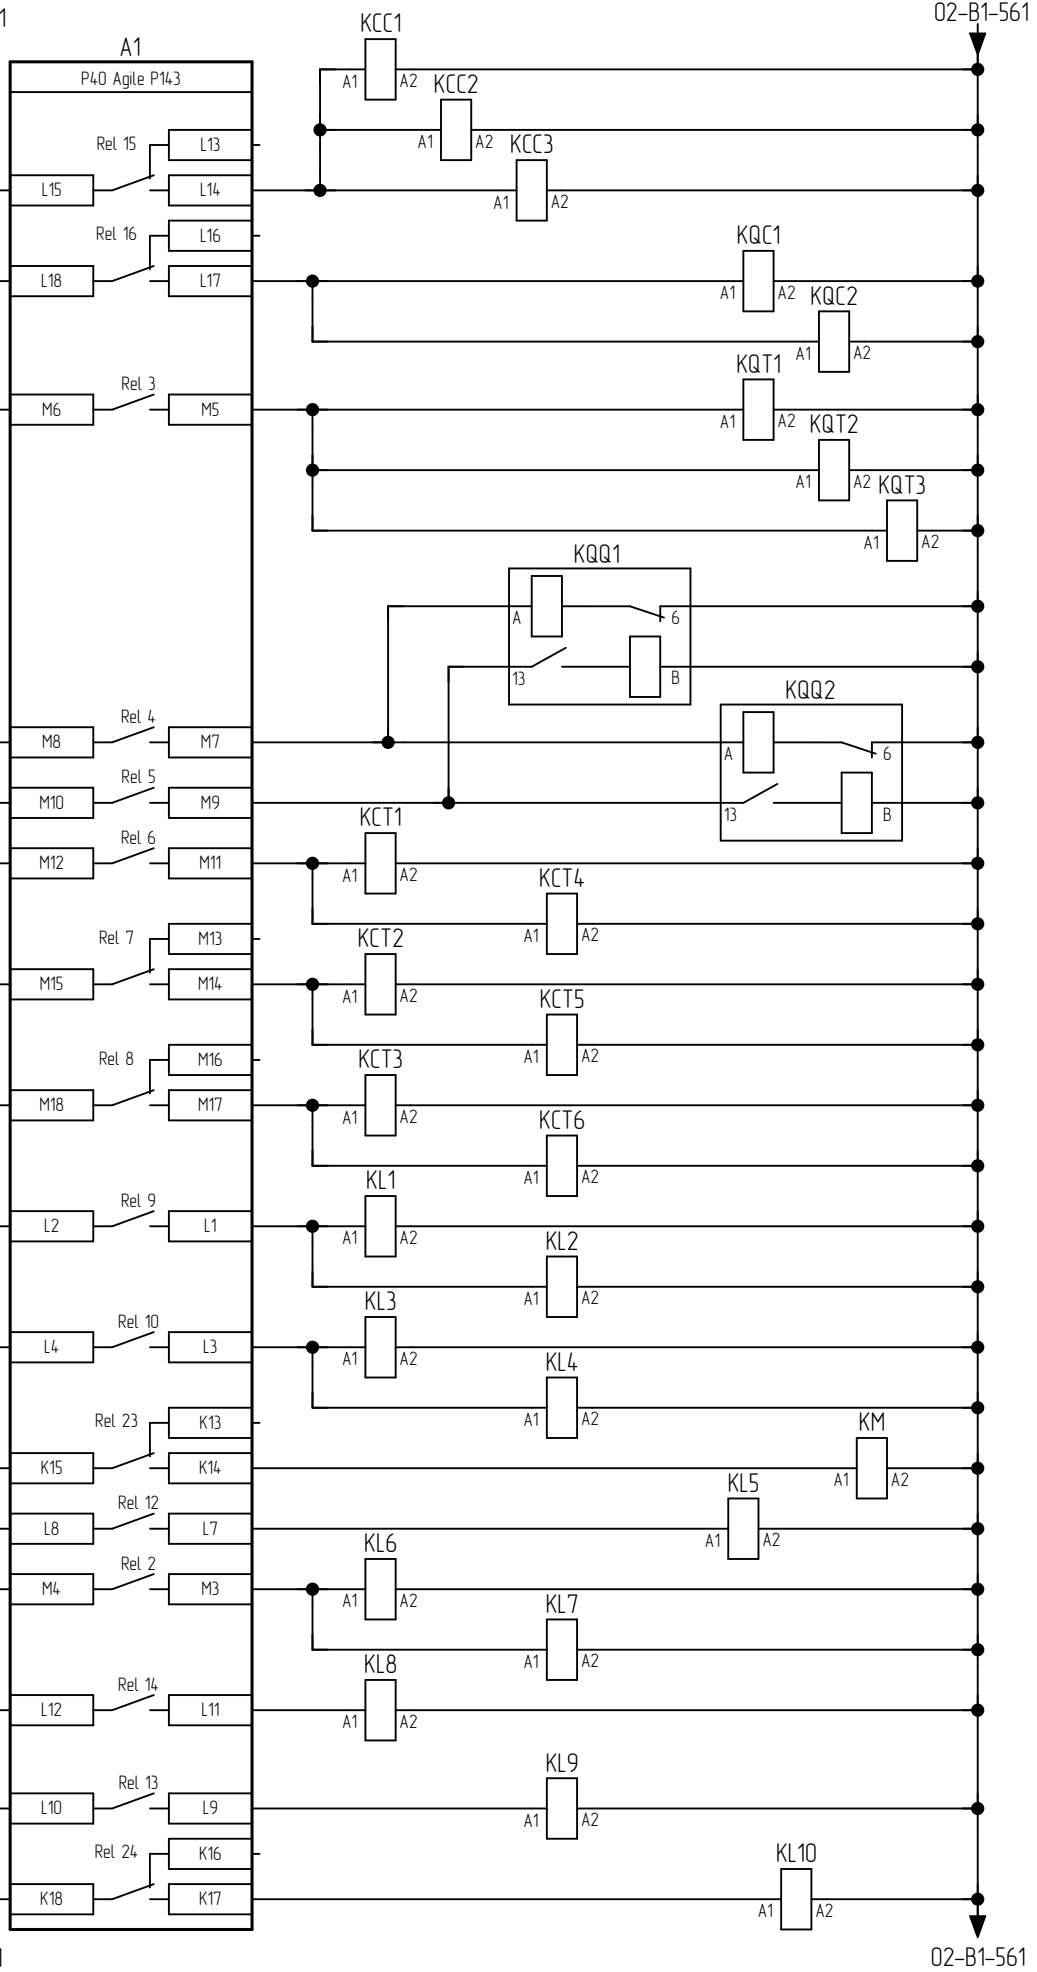 1
02-B1-561
A1
P40 Agile P143
KCC1
A1 A2
KCC2
A1 A2
KCC3
A1 A2
Rel 15 L13
L15 L14
Rel 16 L16
L18 L17
KQC1
A1 A2
KQC2
A1 A2
KQT1
A1 A2
Rel 3
M6 M5
KQT2
A1 A2
KQT3
A1 A2
KQQ1
A 6
13 B
KQQ2
A 6
13 B
Rel 4
M8 M7
Rel 5
M10 M9
Rel 6
M12 M11
KCT1
A1 A2
KCT4
A1 A2
Rel 7 M13
M15 M14
KCT2
A1 A2
KCT5
A1 A2
Rel 8 M16
M18 M17
KCT3
A1 A2
KCT6
A1 A2
Rel 9
L2 L1
KL1
A1 A2
KL2
A1 A2
Rel 10
L4 L3
KL3
A1 A2
KL4
A1 A2
Rel 23 K13
K15 K14
KM
A1 A2
Rel 12
L8 L7
KL5
A1 A2
Rel 2
M4 M3
KL6
A1 A2
KL7
A1 A2
Rel 14
L12 L11
KL8
A1 A2
Rel 13
L10 L9
KL9
A1 A2
Rel 24 K16
K18 K17
KL10
A1 A2
02-B1-561